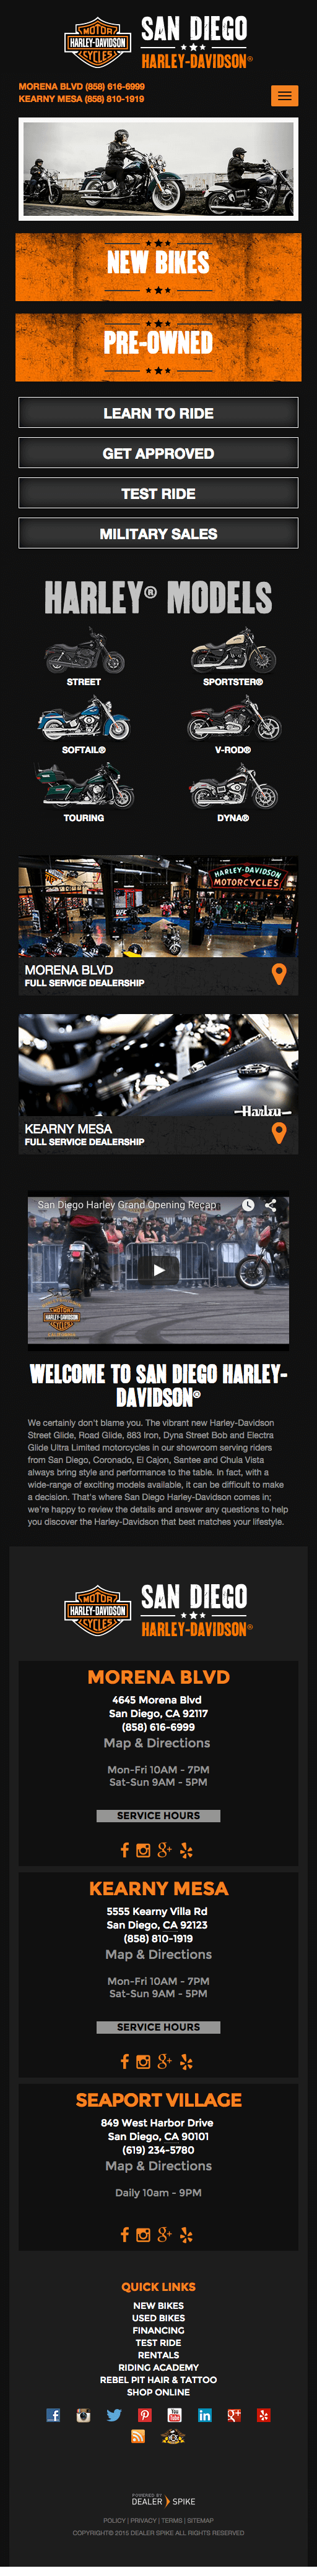 MOTOR
HARLEY-DAVIDSON
CYCLES
SAN DIEGO
HARLEY-DAVIDSON®
MORENA BLVD (858) 616-6999
KEARNY MESA (858) 810-1919
NEW BIKES
PRE-OWNED
LEARN TO RIDE
GET APPROVED
TEST RIDE
MILITARY SALES
HARLEY® MODELS
STREET
SPORTSTER®
SOFTAIL®
V-ROD®
TOURING
DYNA®
HARLEY-DAVIDSON
MOTORCYCLES
MORENA BLVD
FULL SERVICE DEALERSHIP
Harley
KEARNY MESA
FULL SERVICE DEALERSHIP
San Diego Harley Grand Opening Recap
MOTOR
HARLEY-DAVIDSON
CYCLES
WELCOME TO SAN DIEGO HARLEY-
DAVIDSON®
We certainly don't blame you. The vibrant new Harley-Davidson
Street Glide, Road Glide, 883 Iron, Dyna Street Bob and Electra
Glide Ultra Limited motorcycles in our showroom serving riders
from San Diego, Coronado, El Cajon, Santee and Chula Vista
always bring style and performance to the table. In fact, with a
wide-range of exciting models available, it can be difficult to make
a decision. That's where San Diego Harley-Davidson comes in;
we're happy to review the details and answer any questions to help
you discover the Harley-Davidson that best matches your lifestyle.
MOTOR
HARLEY-DAVIDSON
CYCLES
SAN DIEGO
HARLEY-DAVIDSON®
MORENA BLVD
4645 Morena Blvd
San Diego, CA 92117
(858) 616-6999
Map & Directions
Mon-Fri 10AM - 7PM
Sat-Sun 9AM - 5PM
SERVICE HOURS
KEARNY MESA
5555 Kearny Villa Rd
San Diego, CA 92123
(858) 810-1919
Map & Directions
Mon-Fri 10AM - 7PM
Sat-Sun 9AM - 5PM
SERVICE HOURS
SEAPORT VILLAGE
849 West Harbor Drive
San Diego, CA 90101
(619) 234-5780
Map & Directions
Daily 10am - 9PM
QUICK LINKS
NEW BIKES
USED BIKES
FINANCING
TEST RIDE
RENTALS
RIDING ACADEMY
REBEL PIT HAIR & TATTOO
SHOP ONLINE
POWERED BY
DEALER SPIKE
POLICY | PRIVACY | TERMS | SITEMAP
COPYRIGHT© 2015 DEALER SPIKE ALL RIGHTS RESERVED